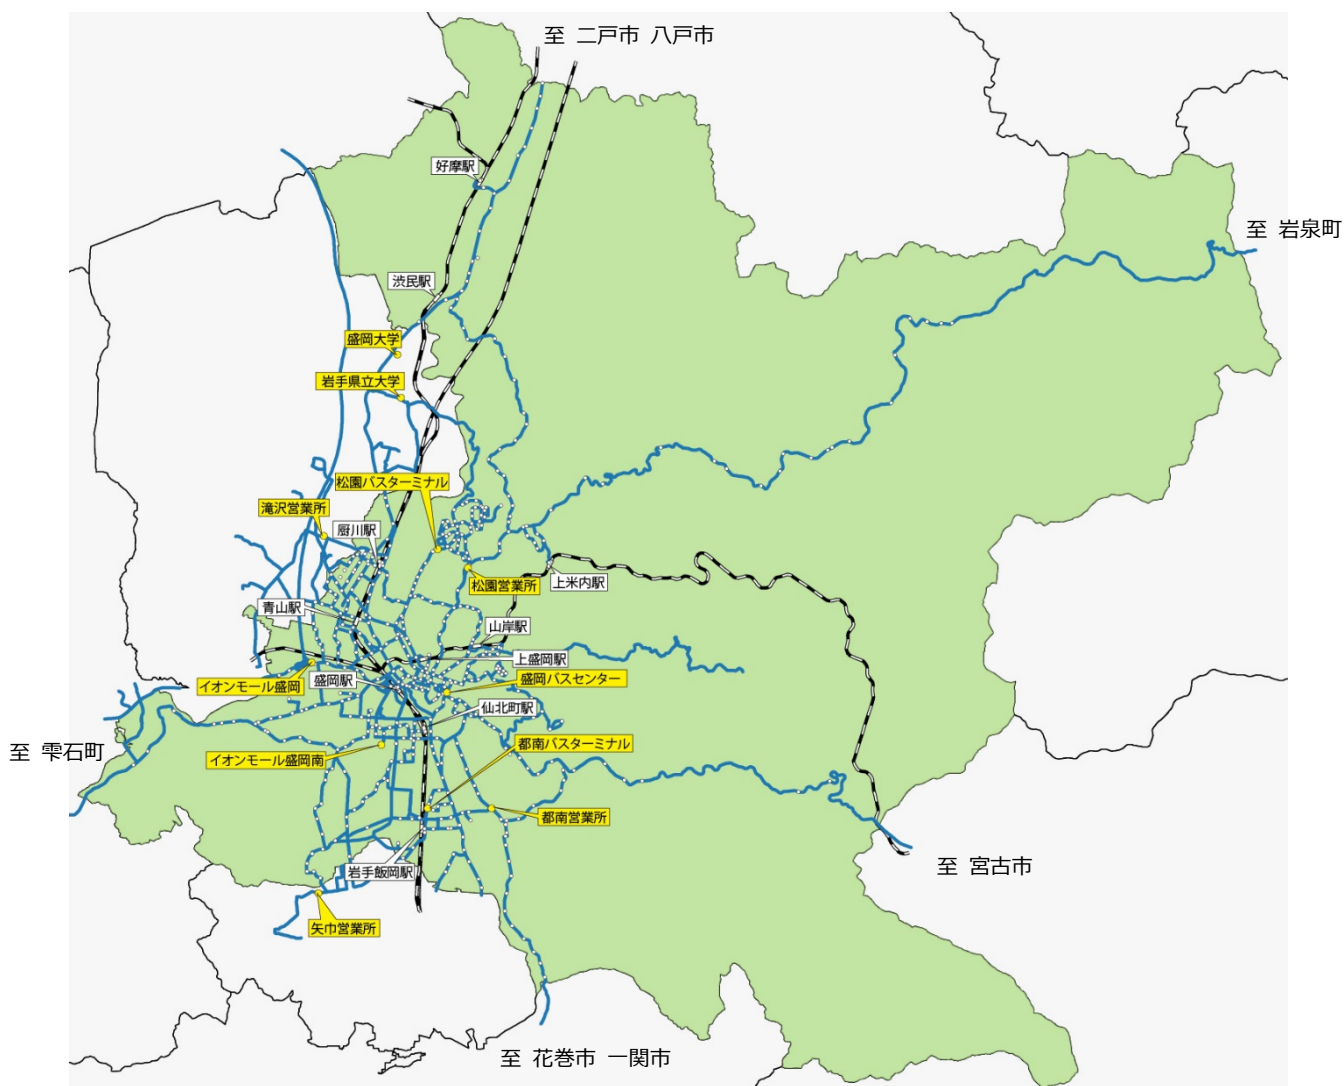 至 二戸市 八戸市
好摩駅
至 岩泉町
渋民駅
盛岡大学
岩手県立大学
松園バスターミナル
滝沢営業所
厨川駅
松園営業所
上米内駅
青山駅
山岸駅
上盛岡駅
イオンモール盛岡
盛岡駅
盛岡バスセンター
仙北町駅
至 雫石町
イオンモール盛岡南
都南バスターミナル
都南営業所
岩手飯岡駅
至 宮古市
矢巾営業所
至 花巻市 一関市